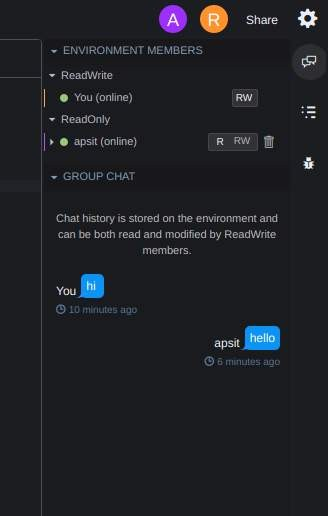 A R Share
ENVIRONMENT MEMBERS
ReadWrite
You (online) RW
ReadOnly
apsit (online) R RW
GROUP CHAT
Chat history is stored on the environment and
can be both read and modified by ReadWrite
members.
You hi
10 minutes ago
apsit hello
6 minutes ago